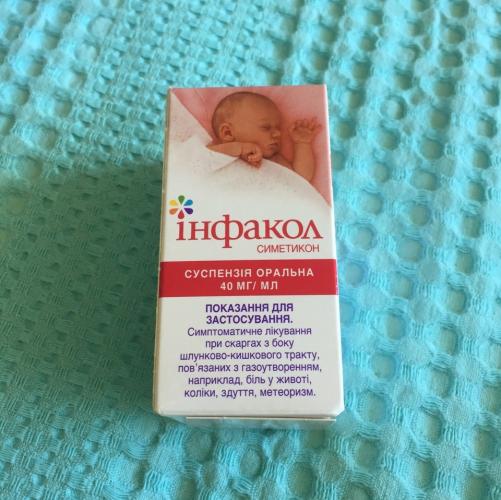 інфакол
СИМЕТИКОН
СУСПЕНЗІЯ ОРАЛЬНА
40 МГ/ МЛ
ПОКАЗАННЯ ДЛЯ
ЗАСТОСУВАННЯ.
Симптоматичне лікування
при скаргах з боку
шлунково-кишкового тракту,
пов'язаних з газоутворенням,
наприклад, біль у животі,
коліки, здуття, метеоризм.